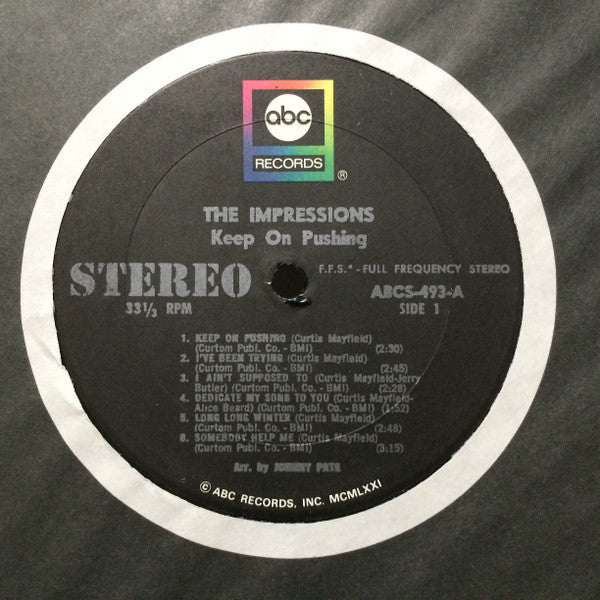 abc
RECORDS
®
THE IMPRESSIONS
Keep On Pushing
STEREO
33⅓ RPM
F.F.S.* - FULL FREQUENCY STEREO
ABCS-493-A
SIDE 1
1. KEEP ON PUSHING (Curtis Mayfield)
(Curtom Publ. Co. - BMI) (2:30)
2. I'VE BEEN TRYING (Curtis Mayfield)
(Curtom Publ. Co. - BMI) (2:45)
3. I AIN'T SUPPOSED TO (Curtis Mayfield-Jerry
Butler) (Curtom Publ. Co. - BMI) (2:28)
4. DEDICATE MY SONG TO YOU (Curtis Mayfield-
Alice Beard) (Curtom Publ. Co. - BMI) (1:52)
5. LONG LONG WINTER (Curtis Mayfield)
(Curtom Publ. Co. - BMI) (2:48)
6. SOMEBODY HELP ME (Curtis Mayfield)
(Curtom Publ. Co. - BMI) (3:15)
Arr. by JOHNNY PATE
© ABC RECORDS, INC. MCMLXXI